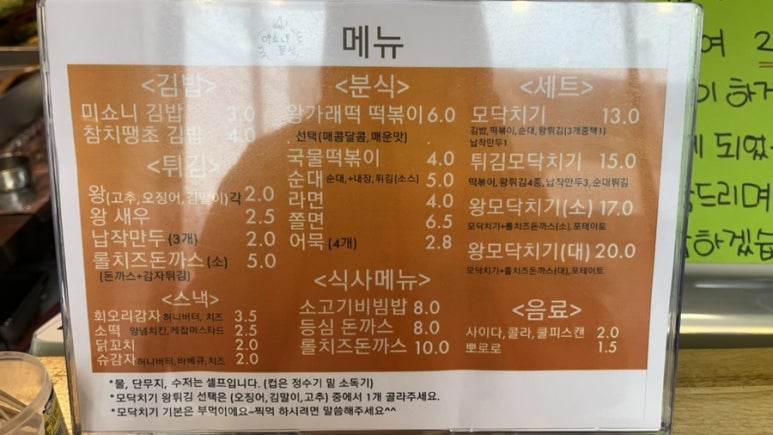 미쇼니네
분식
메뉴
<김밥>
미쇼니 김밥 3.0
참치땡초 김밥 4.0
<튀김>
왕(고추,오징어,김말이)각 2.0
왕 새우 2.5
납작만두 (3개) 2.0
롤치즈돈까스 (소) 5.0
(돈까스+감자튀김)
<스낵>
회오리감자 허니버터, 치즈 3.5
소떡 양념치킨, 케찹머스타드 2.5
닭꼬치 2.0
슈감자 허니버터, 바베큐, 치즈 2.0
<분식>
왕가래떡 떡볶이 6.0
선택(매콤달콤, 매운맛)
국물떡볶이 4.0
순대 순대,+내장, 튀김(소스) 5.0
라면 4.0
쫄면 6.5
어묵 (4개) 2.8
<식사메뉴>
소고기비빔밥 8.0
등심 돈까스 8.0
롤치즈돈까스 10.0
<세트>
모닥치기 13.0
김밥, 떡볶이, 순대, 왕튀김(3개중택1)
납작만두1
튀김모닥치기 15.0
떡볶이, 왕튀김4종, 납작만두3, 순대튀김
왕모닥치기(소) 17.0
모닥치기+롤치즈돈까스(소), 포테이토
왕모닥치기(대) 20.0
모닥치기+롤치즈돈까스(대), 포테이토
<음료>
사이다, 콜라, 쿨피스캔 2.0
뽀로로 1.5
*물, 단무지, 수저는 셀프입니다. (컵은 정수기 밑 소독기)
*모닥치기 왕튀김 선택은 (오징어,김말이,고추) 중에서 1개 골라주세요.
*모닥치기 기본은 부먹이에요~찍먹 하시려면 말씀해주세요^^
여 2
이 하게
게 되었
드리며
하겠습